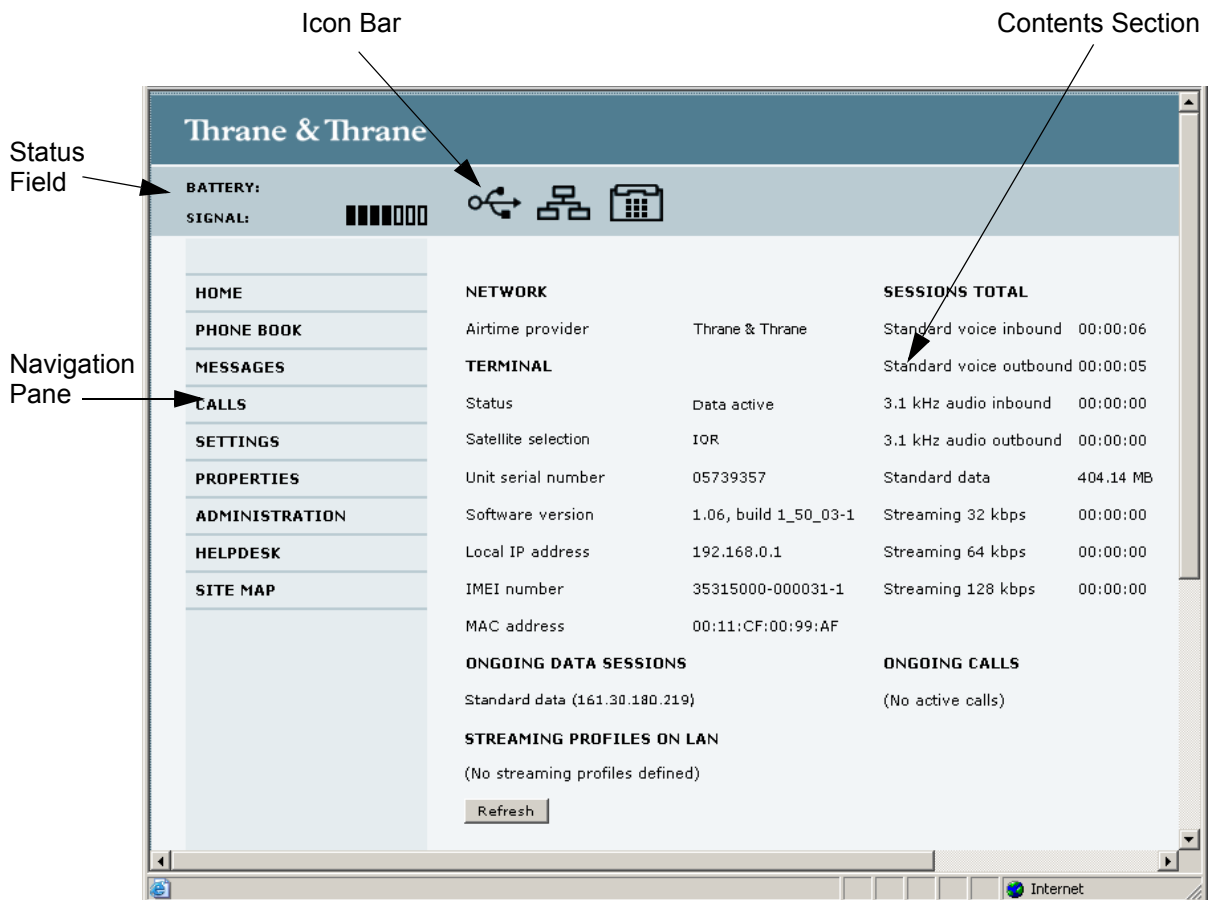 Icon Bar
Contents Section
Status
Field
Navigation
Pane
Thrane & Thrane
BATTERY:
SIGNAL:
HOME
PHONE BOOK
MESSAGES
CALLS
SETTINGS
PROPERTIES
ADMINISTRATION
HELPDESK
SITE MAP
NETWORK
Airtime provider Thrane & Thrane
TERMINAL
Status Data active
Satellite selection IOR
Unit serial number 05739357
Software version 1.06, build 1_50_03-1
Local IP address 192.168.0.1
IMEI number 35315000-000031-1
MAC address 00:11:CF:00:99:AF
ONGOING DATA SESSIONS
Standard data (161.30.180.219)
STREAMING PROFILES ON LAN
(No streaming profiles defined)
Refresh
SESSIONS TOTAL
Standard voice inbound 00:00:06
Standard voice outbound 00:00:05
3.1 kHz audio inbound 00:00:00
3.1 kHz audio outbound 00:00:00
Standard data 404.14 MB
Streaming 32 kbps 00:00:00
Streaming 64 kbps 00:00:00
Streaming 128 kbps 00:00:00
ONGOING CALLS
(No active calls)
Internet